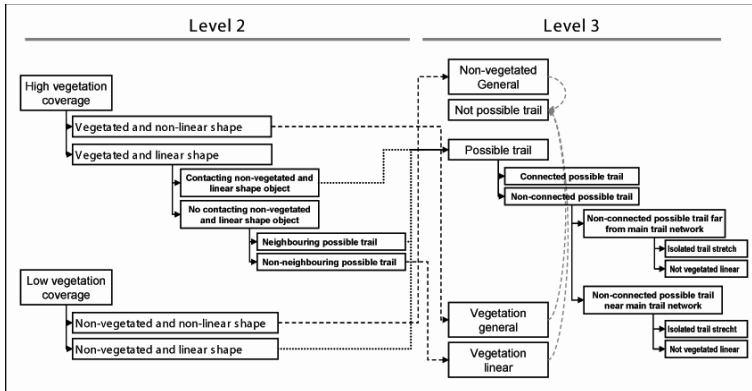 Level 2
Level 3
High vegetation
coverage
Vegetated and non-linear shape
Vegetated and linear shape
Contacting non-vegetated and
linear shape object
No contacting non-vegetated
and linear shape object
Neighbouring possible trail
Non-neighbouring possible trail
Low vegetation
coverage
Non-vegetated and non-linear shape
Non-vegetated and linear shape
Non-vegetated
General
Not possible trail
Possible trail
Connected possible trail
Non-connected possible trail
Non-connected possible trail far
from main trail network
Isolated trail stretch
Not vegetated linear
Non-connected possible trail
near main trail network
Isolated trail strecht
Not vegetated linear
Vegetation
general
Vegetation
linear